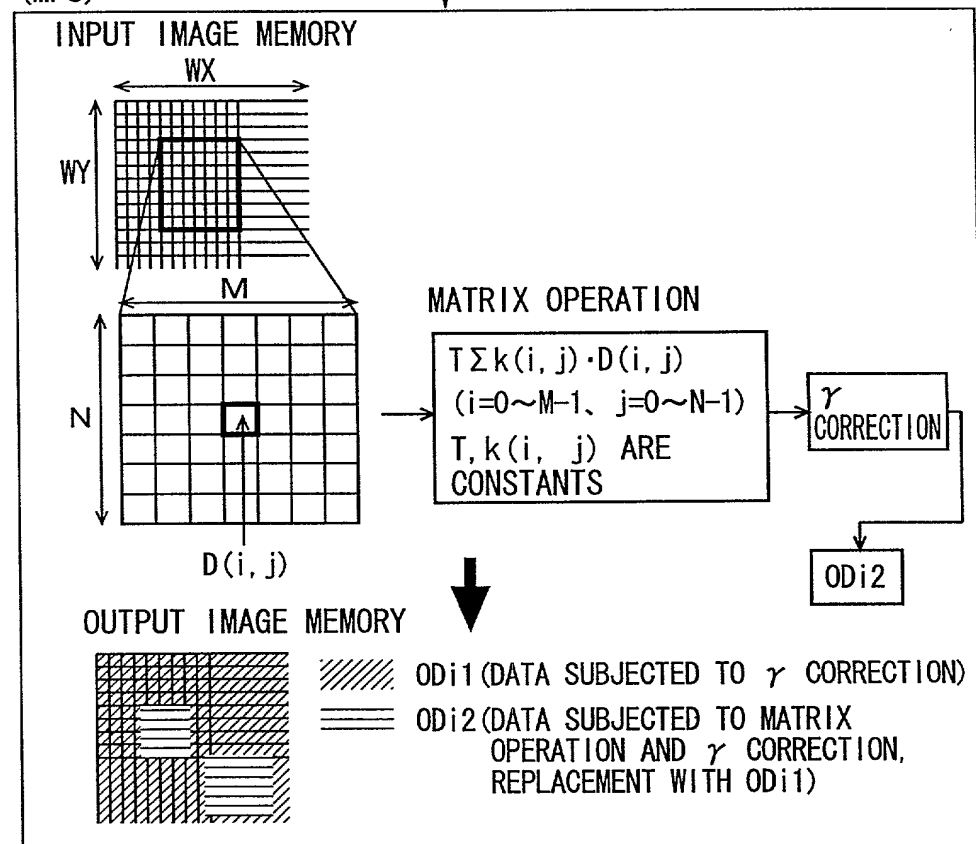 INPUT IMAGE MEMORY
WX
WY
M
N
D(i, j)
MATRIX OPERATION
TΣk(i, j)·D(i, j)
(i=0~M-1、j=0~N-1)
T, k(i, j) ARE
CONSTANTS
γ
CORRECTION
ODi2
OUTPUT IMAGE MEMORY
ODi1(DATA SUBJECTED TO γ CORRECTION)
ODi2(DATA SUBJECTED TO MATRIX
OPERATION AND γ CORRECTION,
REPLACEMENT WITH ODi1)